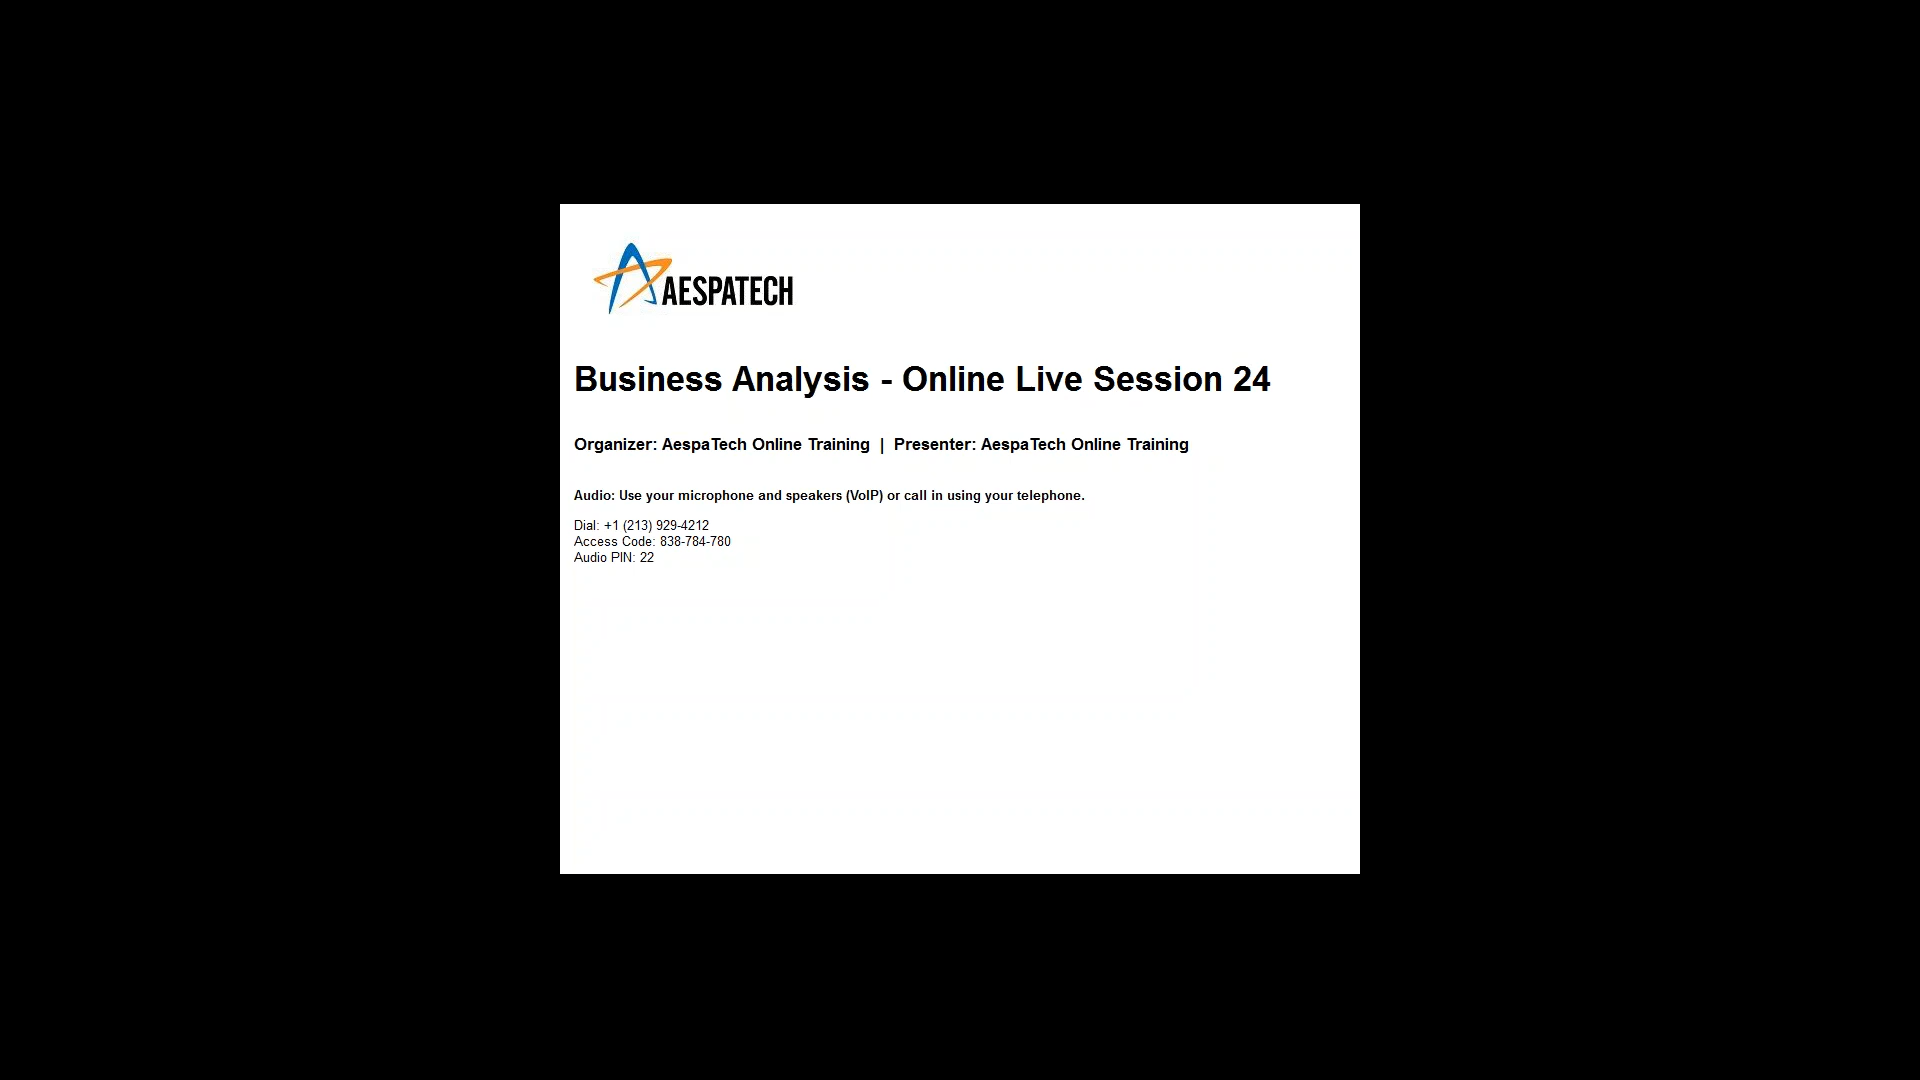 AESPATECH
Business Analysis - Online Live Session 24
Organizer: AespaTech Online Training | Presenter: AespaTech Online Training
Audio: Use your microphone and speakers (VoIP) or call in using your telephone.
Dial: +1 (213) 929-4212
Access Code: 838-784-780
Audio PIN: 22